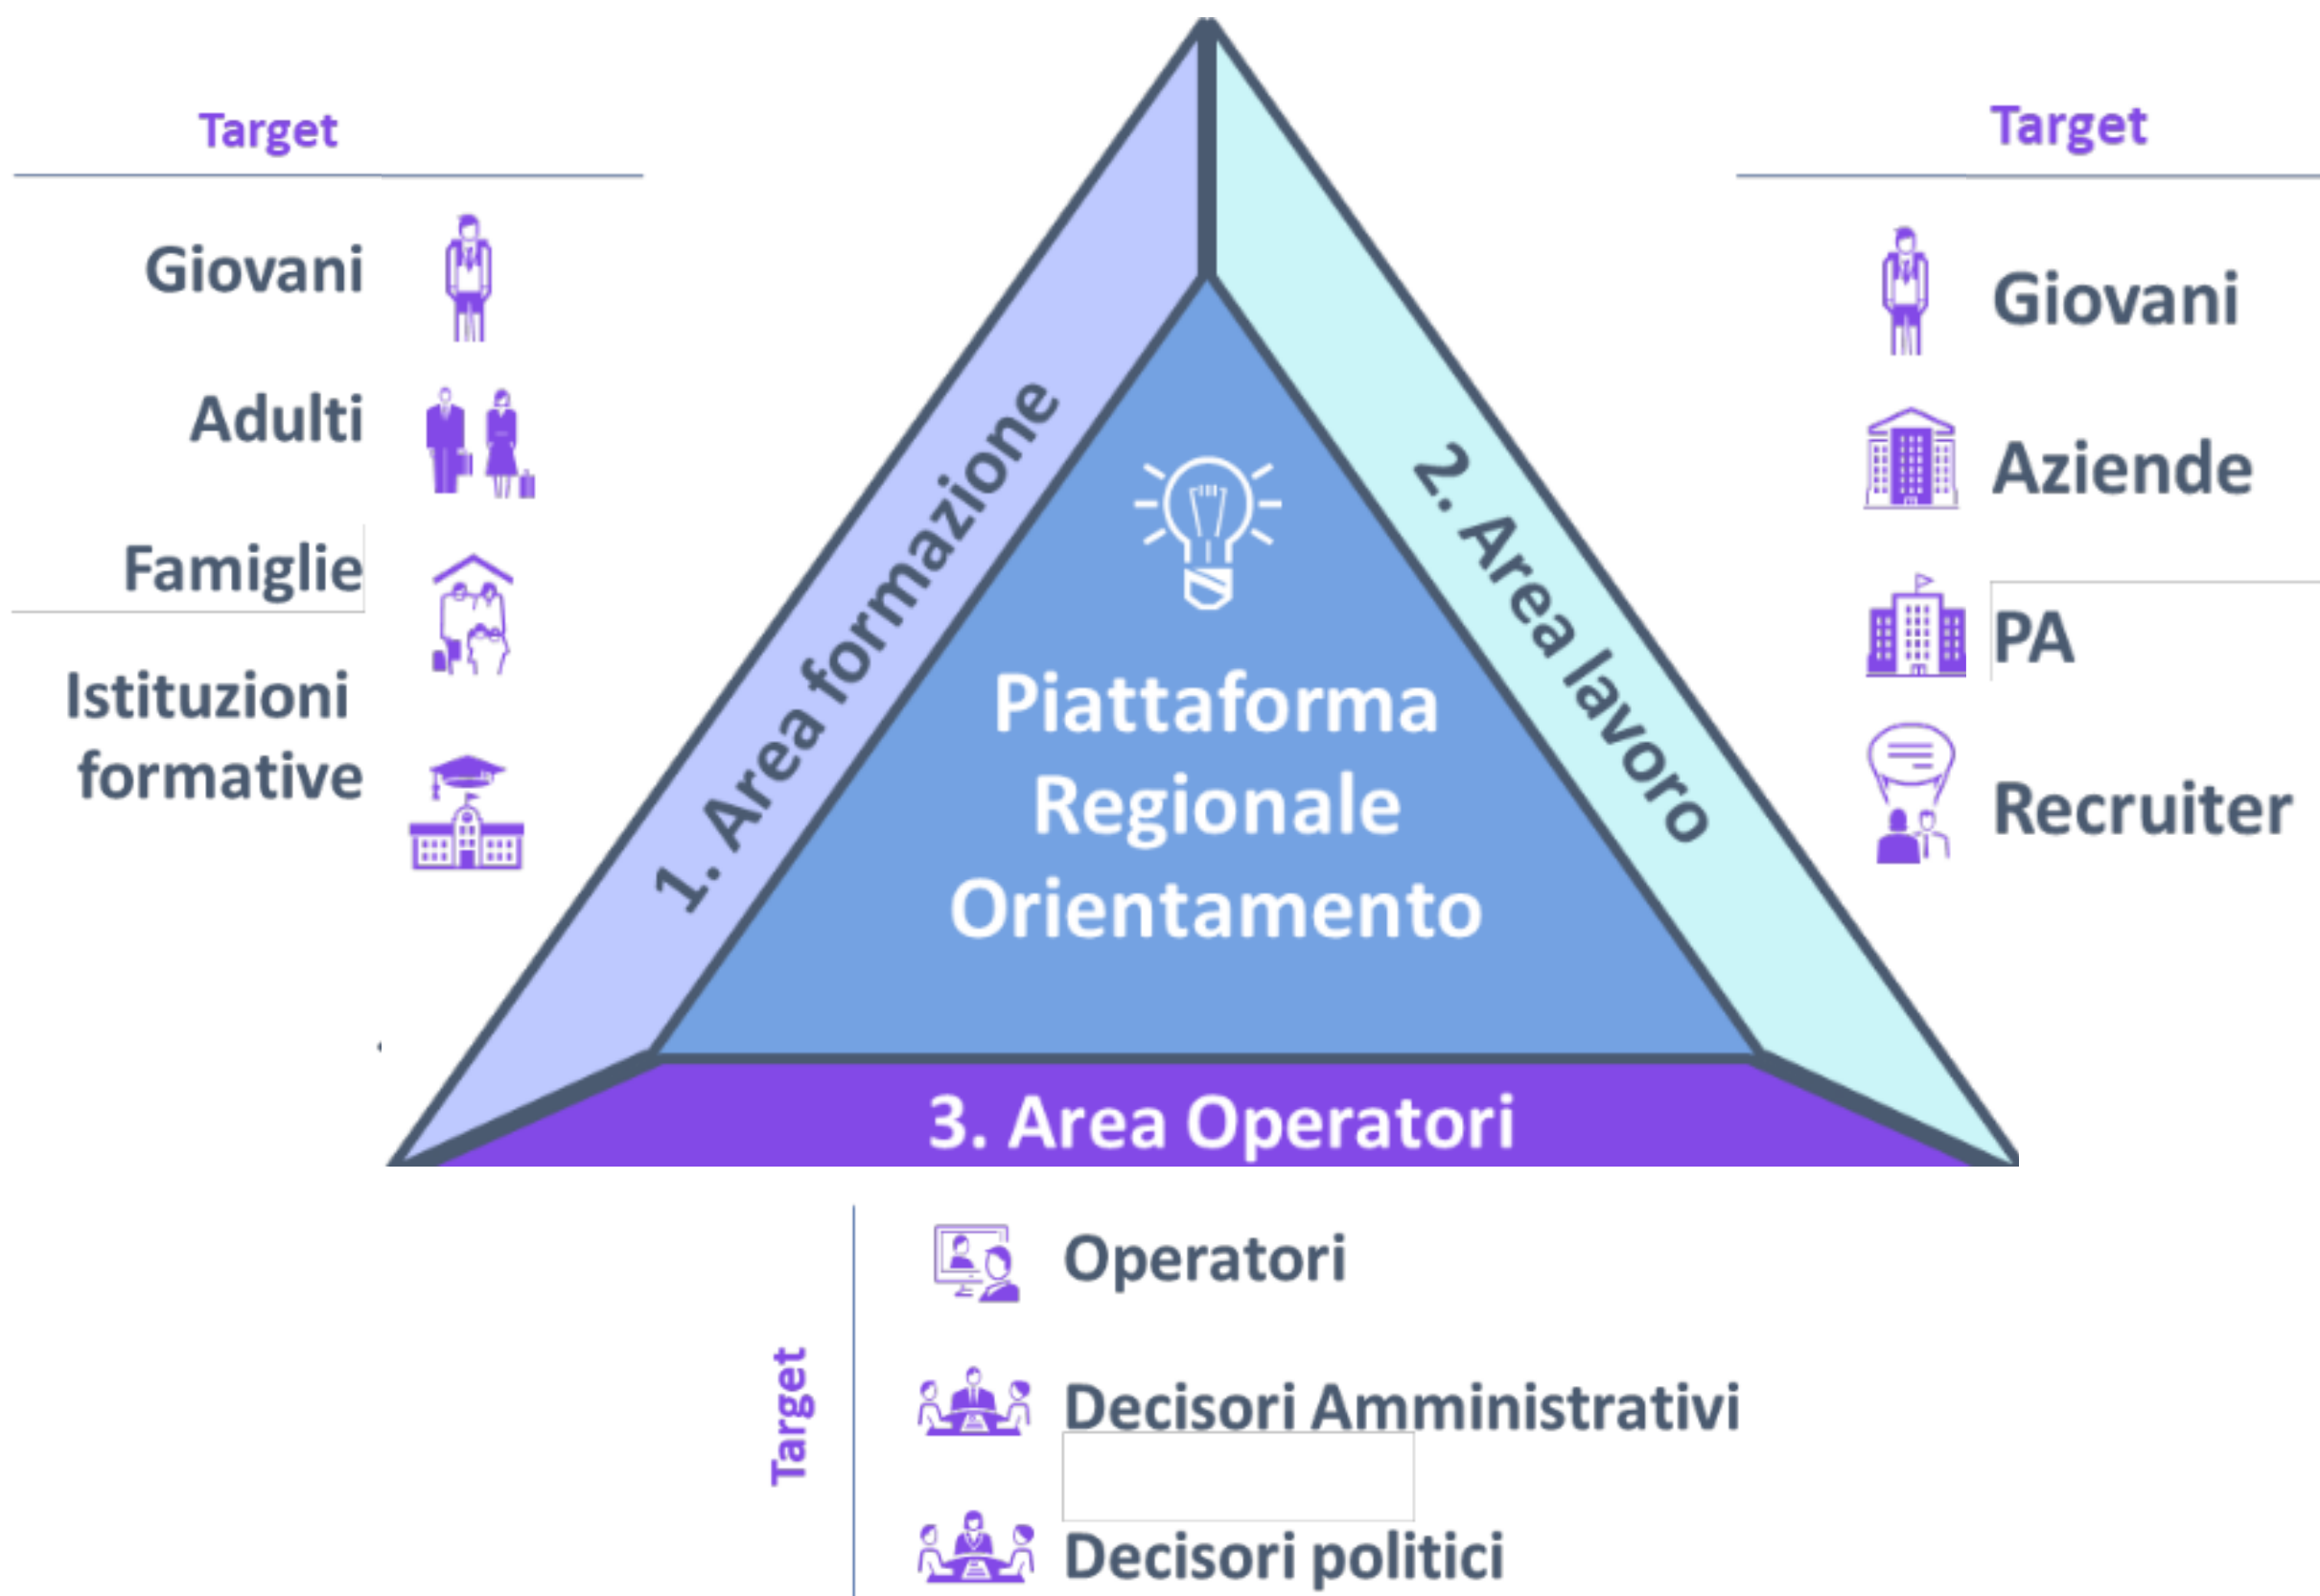 Target
Giovani
Adulti
Famiglie
Istituzioni
formative
1. Area formazione
Piattaforma
Regionale
Orientamento
2. Area lavoro
Target
Giovani
Aziende
PA
Recruiter
3. Area Operatori
Target
Operatori
Decisori Amministrativi
Decisori politici